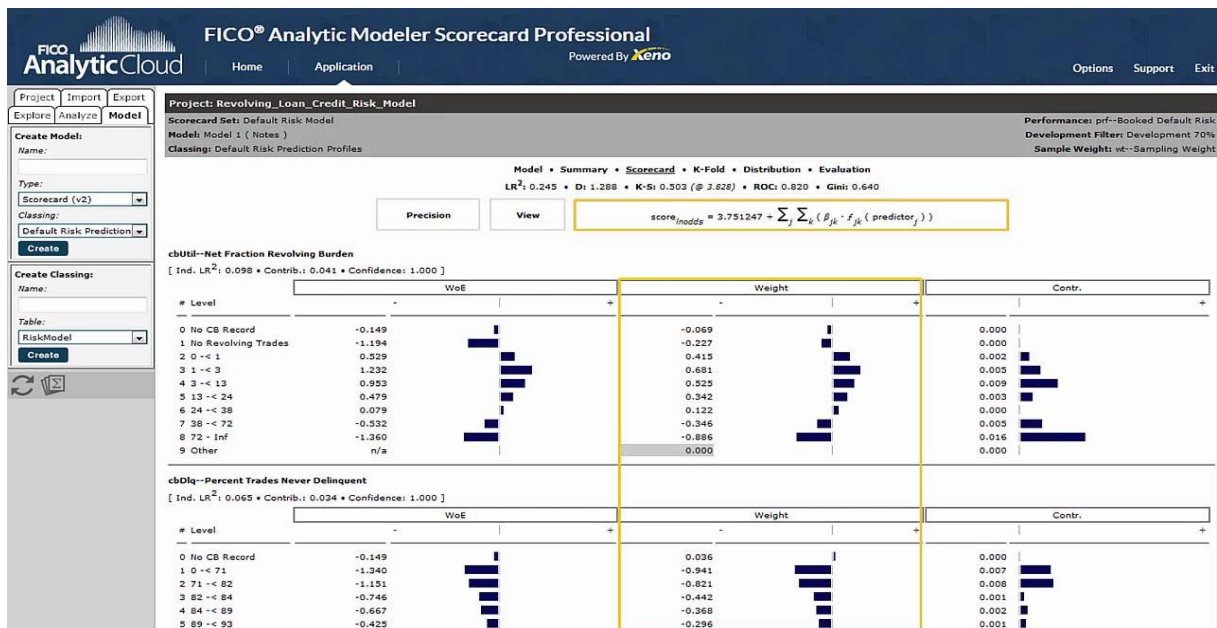 FICO
AnalyticCloud
FICO® Analytic Modeler Scorecard Professional
Powered By Xeno
Home | Application
Options Support Exit
Project Import Export
Explore Analyze Model
Create Model:
Name:
Type:
Scorecard (v2)
Classing:
Default Risk Prediction
Create
Create Classing:
Name:
Table:
RiskModel
Create
Project: Revolving_Loan_Credit_Risk_Model
Scorecard Set: Default Risk Model
Performance: prf--Booked Default Risk
Model: Model 1 ( Notes )
Development Filter: Development 70%
Classing: Default Risk Prediction Profiles
Sample Weight: wt--Sampling Weight
Model • Summary • Scorecard • K-Fold • Distribution • Evaluation
LR²: 0.245 • D: 1.288 • K-S: 0.503 (@ 3.828) • ROC: 0.820 • Gini: 0.640
Precision
View
score lnodds = 3.751247 + ∑ j ∑ k ( β jk · f jk ( predictor j ) )
cbUtil--Net Fraction Revolving Burden
[ Ind. LR²: 0.098 • Contrib.: 0.041 • Confidence: 1.000 ]
WoE Weight Contr.
# Level - | + - | + | +
0 No CB Record -0.149 -0.069 0.000
1 No Revolving Trades -1.194 -0.227 0.000
2 0 -< 1 0.529 0.415 0.002
3 1 -< 3 1.232 0.681 0.005
4 3 -< 13 0.953 0.525 0.009
5 13 -< 24 0.479 0.342 0.003
6 24 -< 38 0.079 0.122 0.000
7 38 -< 72 -0.532 -0.346 0.005
8 72 - Inf -1.360 -0.886 0.016
9 Other n/a 0.000 0.000
cbDlq--Percent Trades Never Delinquent
[ Ind. LR²: 0.065 • Contrib.: 0.034 • Confidence: 1.000 ]
WoE Weight Contr.
# Level - | + - | + | +
0 No CB Record -0.149 0.036 0.000
1 0 -< 71 -1.340 -0.941 0.007
2 71 -< 82 -1.151 -0.821 0.008
3 82 -< 84 -0.746 -0.442 0.001
4 84 -< 89 -0.667 -0.368 0.002
5 89 -< 93 -0.425 -0.296 0.001